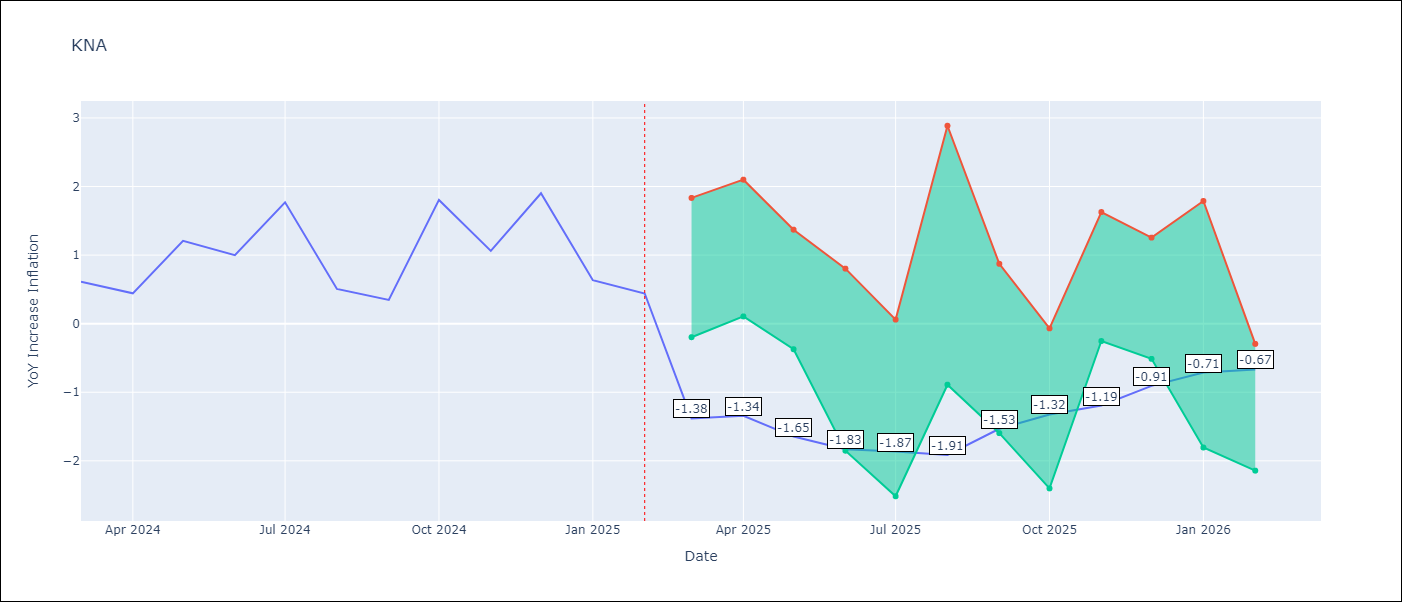 KNA
YoY Increase Inflation
3
2
1
0
−1
−2
-1.38
-1.34
-1.65
-1.83
-1.87
-1.91
-1.53
-1.32
-1.19
-0.91
-0.71
-0.67
Apr 2024
Jul 2024
Oct 2024
Jan 2025
Apr 2025
Jul 2025
Oct 2025
Jan 2026
Date